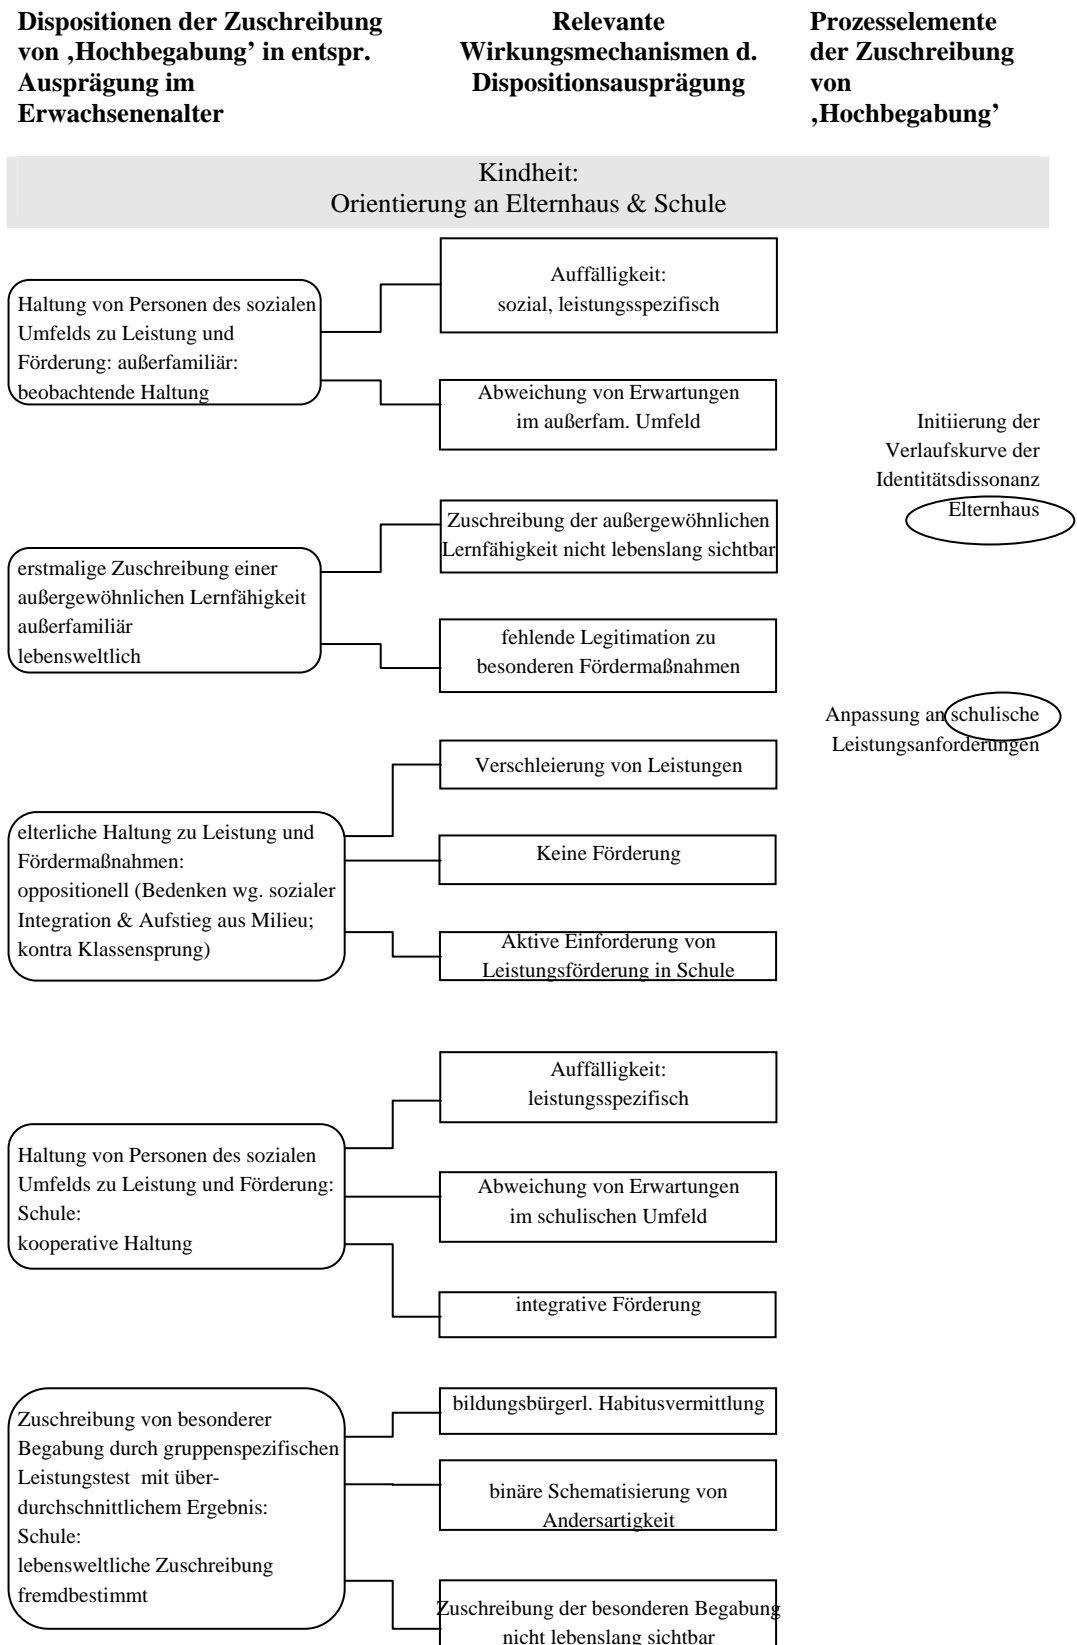 Dispositionen der Zuschreibung
von ‚Hochbegabung’ in entspr.
Ausprägung im
Erwachsenenalter
Relevante
Wirkungsmechanismen d.
Dispositionsausprägung
Prozesselemente
der Zuschreibung
von
‚Hochbegabung’
Kindheit:
Orientierung an Elternhaus & Schule
Haltung von Personen des sozialen
Umfelds zu Leistung und
Förderung: außerfamiliär:
beobachtende Haltung
Auffälligkeit:
sozial, leistungsspezifisch
Abweichung von Erwartungen
im außerfam. Umfeld
Initiierung der
Verlaufskurve der
Identitätsdissonanz
Elternhaus
erstmalige Zuschreibung einer
außergewöhnlichen Lernfähigkeit
außerfamiliär
lebensweltlich
Zuschreibung der außergewöhnlichen
Lernfähigkeit nicht lebenslang sichtbar
fehlende Legitimation zu
besonderen Fördermaßnahmen
Anpassung an schulische
Leistungsanforderungen
elterliche Haltung zu Leistung und
Fördermaßnahmen:
oppositionell (Bedenken wg. sozialer
Integration & Aufstieg aus Milieu;
kontra Klassensprung)
Verschleierung von Leistungen
Keine Förderung
Aktive Einforderung von
Leistungsförderung in Schule
Haltung von Personen des sozialen
Umfelds zu Leistung und Förderung:
Schule:
kooperative Haltung
Auffälligkeit:
leistungsspezifisch
Abweichung von Erwartungen
im schulischen Umfeld
integrative Förderung
Zuschreibung von besonderer
Begabung durch gruppenspezifischen
Leistungstest  mit über-
durchschnittlichem Ergebnis:
Schule:
lebensweltliche Zuschreibung
fremdbestimmt
bildungsbürgerl. Habitusvermittlung
binäre Schematisierung von
Andersartigkeit
Zuschreibung der besonderen Begabung
nicht lebenslang sichtbar